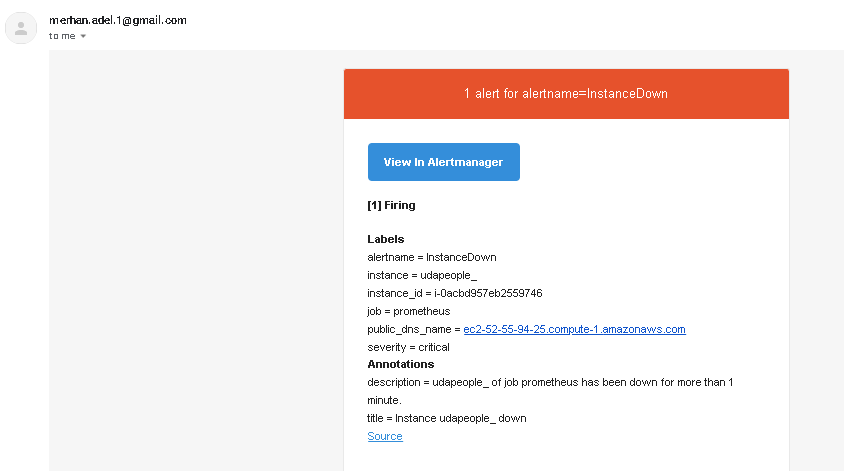 merhan.adel.1@gmail.com
to me
1 alert for alertname=InstanceDown
View In Alertmanager
[1] Firing
Labels
alertname = InstanceDown
instance = udapeople_
instance_id = i-0acbd957eb2559746
job = prometheus
public_dns_name = ec2-52-55-94-25.compute-1.amazonaws.com
severity = critical
Annotations
description = udapeople_ of job prometheus has been down for more than 1
minute.
title = Instance udapeople_ down
Source